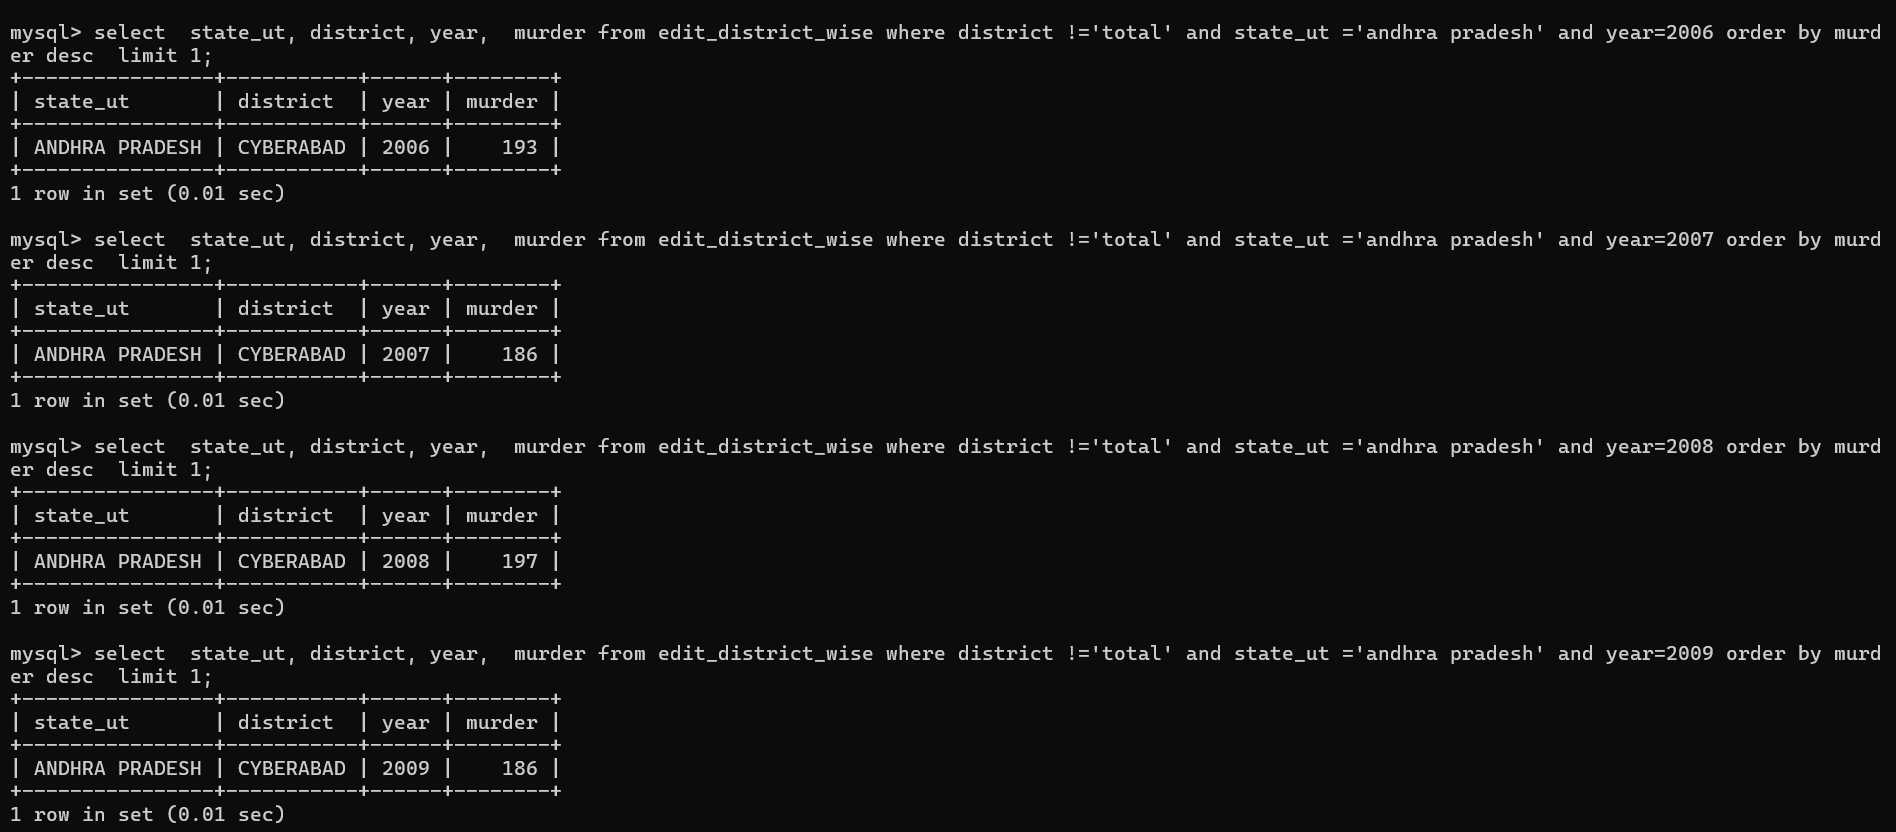 mysql> select  state_ut, district, year,  murder from edit_district_wise where district !='total' and state_ut ='andhra pradesh' and year=2006 order by murd
er desc  limit 1;
+----------------+-----------+------+--------+
| state_ut       | district  | year | murder |
+----------------+-----------+------+--------+
| ANDHRA PRADESH | CYBERABAD | 2006 |    193 |
+----------------+-----------+------+--------+
1 row in set (0.01 sec)

mysql> select  state_ut, district, year,  murder from edit_district_wise where district !='total' and state_ut ='andhra pradesh' and year=2007 order by murd
er desc  limit 1;
+----------------+-----------+------+--------+
| state_ut       | district  | year | murder |
+----------------+-----------+------+--------+
| ANDHRA PRADESH | CYBERABAD | 2007 |    186 |
+----------------+-----------+------+--------+
1 row in set (0.01 sec)

mysql> select  state_ut, district, year,  murder from edit_district_wise where district !='total' and state_ut ='andhra pradesh' and year=2008 order by murd
er desc  limit 1;
+----------------+-----------+------+--------+
| state_ut       | district  | year | murder |
+----------------+-----------+------+--------+
| ANDHRA PRADESH | CYBERABAD | 2008 |    197 |
+----------------+-----------+------+--------+
1 row in set (0.01 sec)

mysql> select  state_ut, district, year,  murder from edit_district_wise where district !='total' and state_ut ='andhra pradesh' and year=2009 order by murd
er desc  limit 1;
+----------------+-----------+------+--------+
| state_ut       | district  | year | murder |
+----------------+-----------+------+--------+
| ANDHRA PRADESH | CYBERABAD | 2009 |    186 |
+----------------+-----------+------+--------+
1 row in set (0.01 sec)